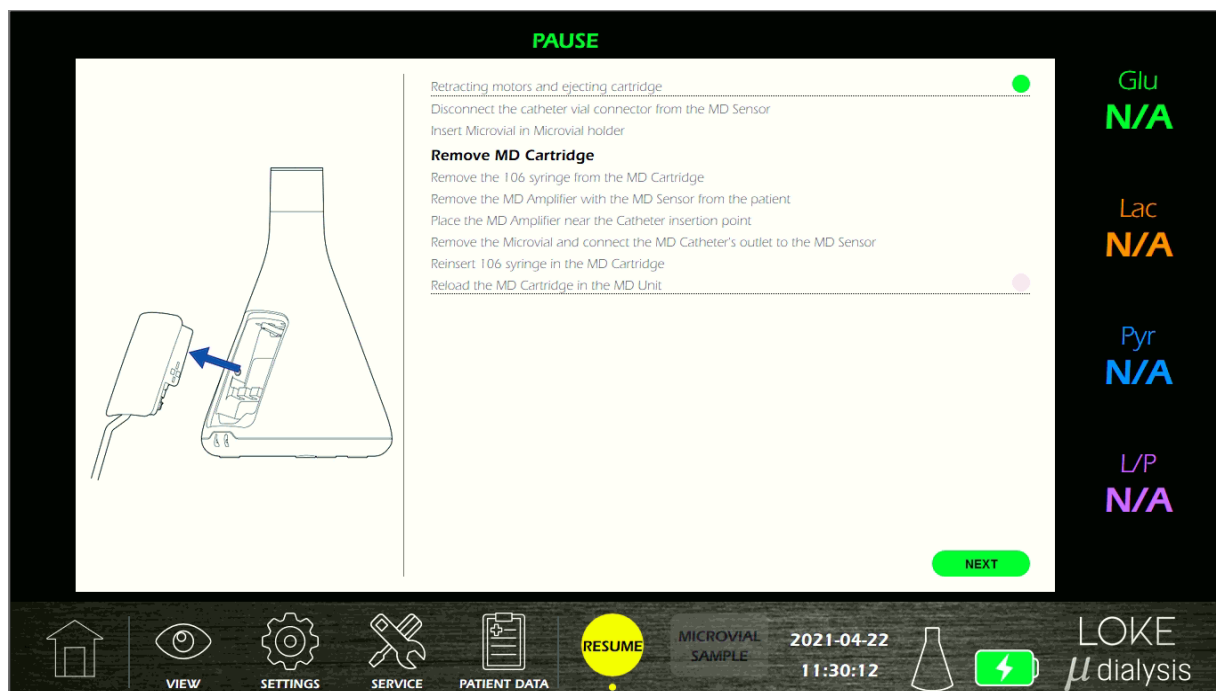 PAUSE
Retracting motors and ejecting cartridge
Disconnect the catheter vial connector from the MD Sensor
Insert Microvial in Microvial holder
Remove MD Cartridge
Remove the 106 syringe from the MD Cartridge
Remove the MD Amplifier with the MD Sensor from the patient
Place the MD Amplifier near the Catheter insertion point
Remove the Microvial and connect the MD Catheter's outlet to the MD Sensor
Reinsert 106 syringe in the MD Cartridge
Reload the MD Cartridge in the MD Unit
NEXT
Glu
N/A
Lac
N/A
Pyr
N/A
L/P
N/A
VIEW
SETTINGS
SERVICE
PATIENT DATA
RESUME
MICROVIAL
SAMPLE
2021-04-22
11:30:12
LOKE
μ dialysis